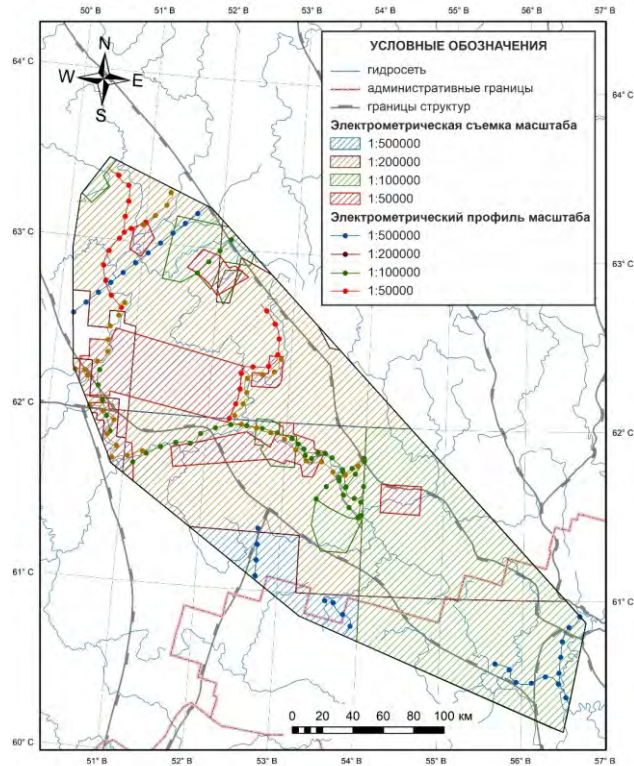 50° В 51° В 52° В 53° В 54° В 55° В 56° В 57° В
64° С
63° С
62° С
61° С
60° С
N
W E
S
УСЛОВНЫЕ ОБОЗНАЧЕНИЯ
гидросеть
административные границы
границы структур
Электрометрическая съемка масштаба
1:500000
1:200000
1:100000
1:50000
Электрометрический профиль масштаба
1:500000
1:200000
1:100000
1:50000
64° С
63° С
62° С
61° С
60° С
0 20 40 60 80 100 км
51° В 52° В 53° В 54° В 55° В 56° В 57° В